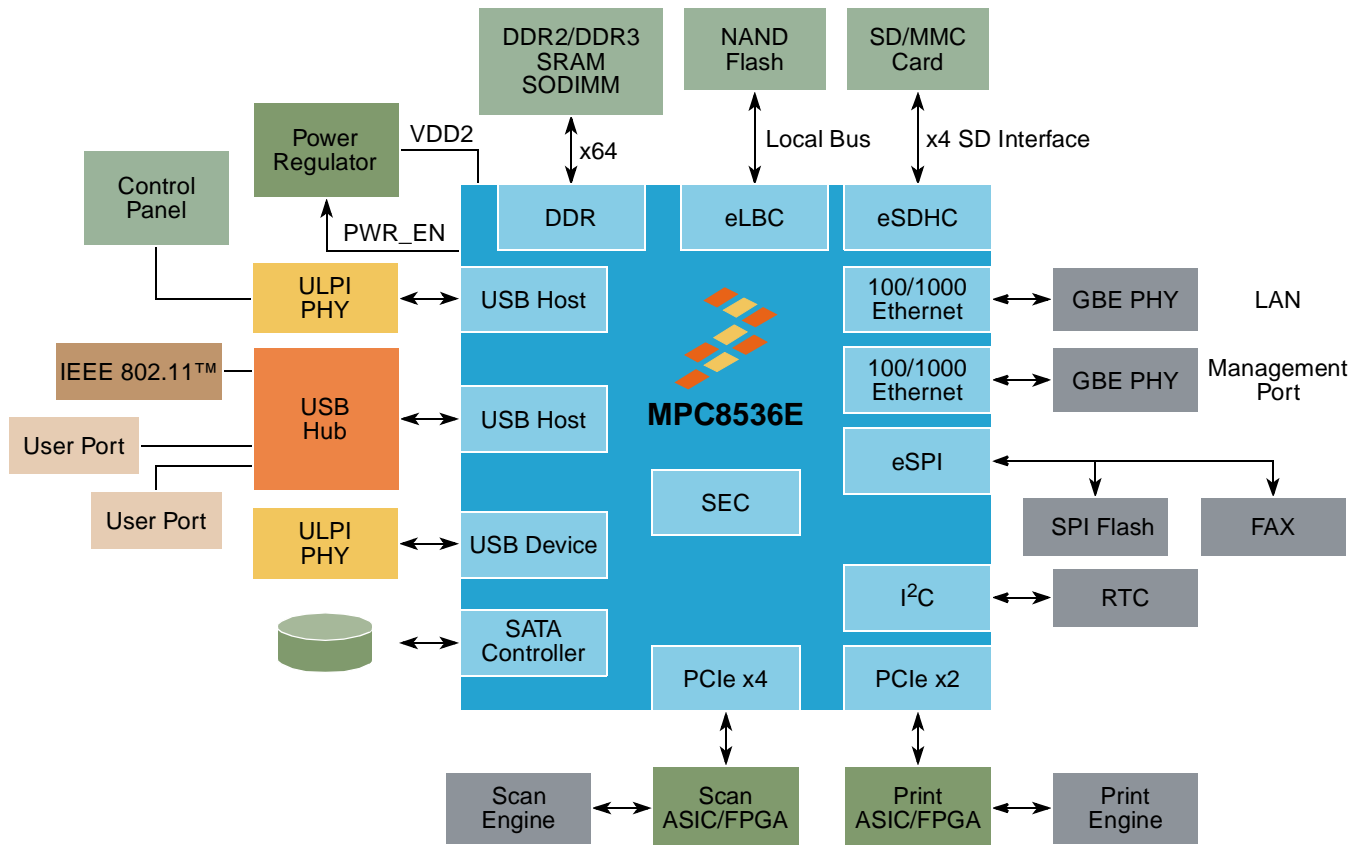 DDR2/DDR3
SRAM
SODIMM
NAND
Flash
SD/MMC
Card
Power
Regulator
VDD2
x64
Local Bus
x4 SD Interface
Control
Panel
PWR_EN
DDR
eLBC
eSDHC
ULPI
PHY
USB Host
100/1000
Ethernet
GBE PHY
LAN
IEEE 802.11™
USB
Hub
USB Host
MPC8536E
100/1000
Ethernet
GBE PHY
Management
Port
User Port
User Port
eSPI
SEC
SPI Flash
FAX
ULPI
PHY
USB Device
I²C
RTC
SATA
Controller
PCIe x4
PCIe x2
Scan
Engine
Scan
ASIC/FPGA
Print
ASIC/FPGA
Print
Engine